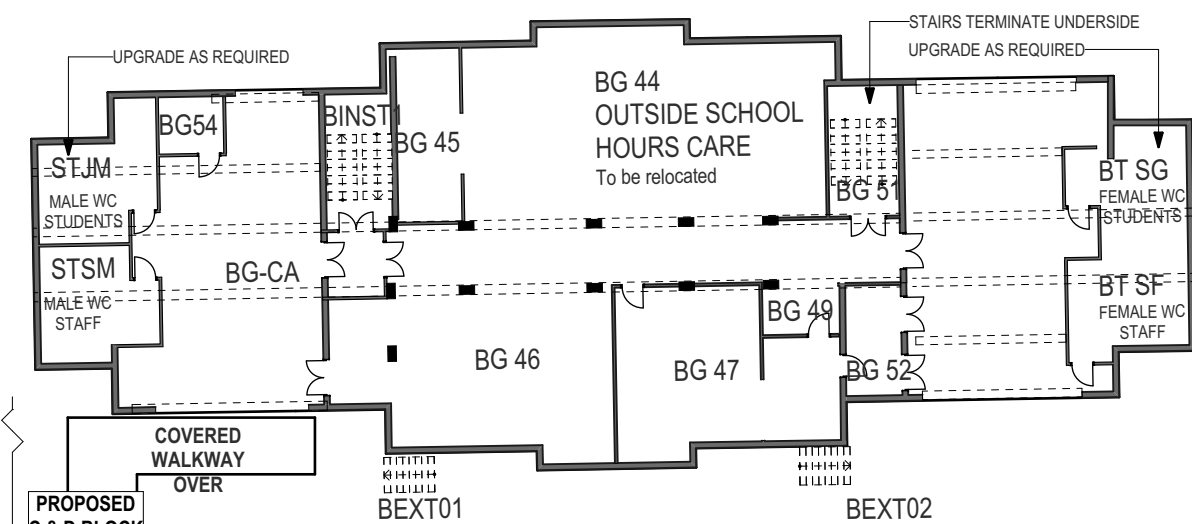 STAIRS TERMINATE UNDERSIDE
UPGRADE AS REQUIRED
UPGRADE AS REQUIRED
BG 44
OUTSIDE SCHOOL
HOURS CARE
To be relocated
BINST1
BG54
BG 45
STJM
MALE WC
STUDENTS
BG 51
BT SG
FEMALE WC
STUDENTS
STSM
MALE WC
STAFF
BG-CA
BG 49
BT SF
FEMALE WC
STAFF
BG 46
BG 47
BG 52
COVERED
WALKWAY
OVER
PROPOSED
BLOCK
BEXT01
BEXT02